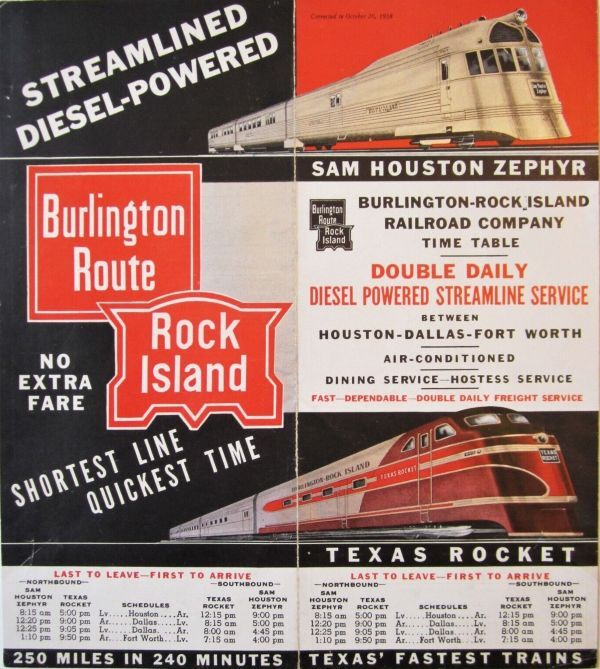 STREAMLINED
DIESEL-POWERED
Corrected to October 20, 1938
SAM HOUSTON ZEPHYR
Burlington
Route
Rock
Island
NO
EXTRA
FARE
SHORTEST LINE
QUICKEST TIME
Burlington
Route
Rock
Island
BURLINGTON-ROCK ISLAND
RAILROAD COMPANY
TIME TABLE
DOUBLE DAILY
DIESEL POWERED STREAMLINE SERVICE
BETWEEN
HOUSTON-DALLAS-FORT WORTH
AIR-CONDITIONED
DINING SERVICE—HOSTESS SERVICE
FAST—DEPENDABLE—DOUBLE DAILY FREIGHT SERVICE
BURLINGTON-ROCK ISLAND
TEXAS ROCKET
TEXAS
ROCKET
TEXAS ROCKET
LAST TO LEAVE—FIRST TO ARRIVE
NORTHBOUND SOUTHBOUND
SAM HOUSTON ZEPHYR TEXAS ROCKET SCHEDULES TEXAS ROCKET SAM HOUSTON ZEPHYR
8:15 am 5:00 pm Lv....Houston....Ar. 12:15 pm 9:00 pm
12:20 pm 9:00 pm Ar.....Dallas.....Lv. 8:15 am 5:00 pm
12:25 pm 9:05 pm Lv.....Dallas.....Ar. 8:00 am 4:45 pm
1:10 pm 9:50 pm Ar...Fort Worth...Lv. 7:15 am 4:00 pm
250 MILES IN 240 MINUTES
LAST TO LEAVE—FIRST TO ARRIVE
NORTHBOUND SOUTHBOUND
SAM HOUSTON ZEPHYR TEXAS ROCKET SCHEDULES TEXAS ROCKET SAM HOUSTON ZEPHYR
8:15 am 5:00 pm Lv....Houston....Ar. 12:15 pm 9:00 pm
12:20 pm 9:00 pm Ar.....Dallas.....Lv. 8:15 am 5:00 pm
12:25 pm 9:05 pm Lv.....Dallas.....Ar. 8:00 am 4:45 pm
1:10 pm 9:50 pm Ar...Fort Worth...Lv. 7:15 am 4:00 pm
TEXAS' FASTEST TRAINS